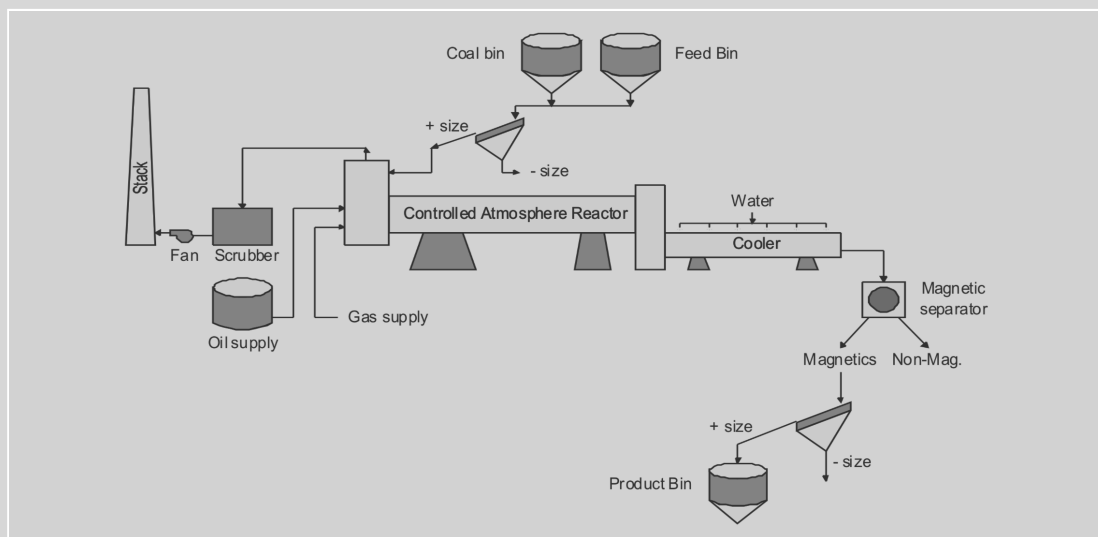 Coal bin
Feed Bin
+ size
- size
Stack
Controlled Atmosphere Reactor
Water
Cooler
Fan
Scrubber
Gas supply
Oil supply
Magnetic
separator
Magnetics
Non-Mag.
+ size
- size
Product Bin